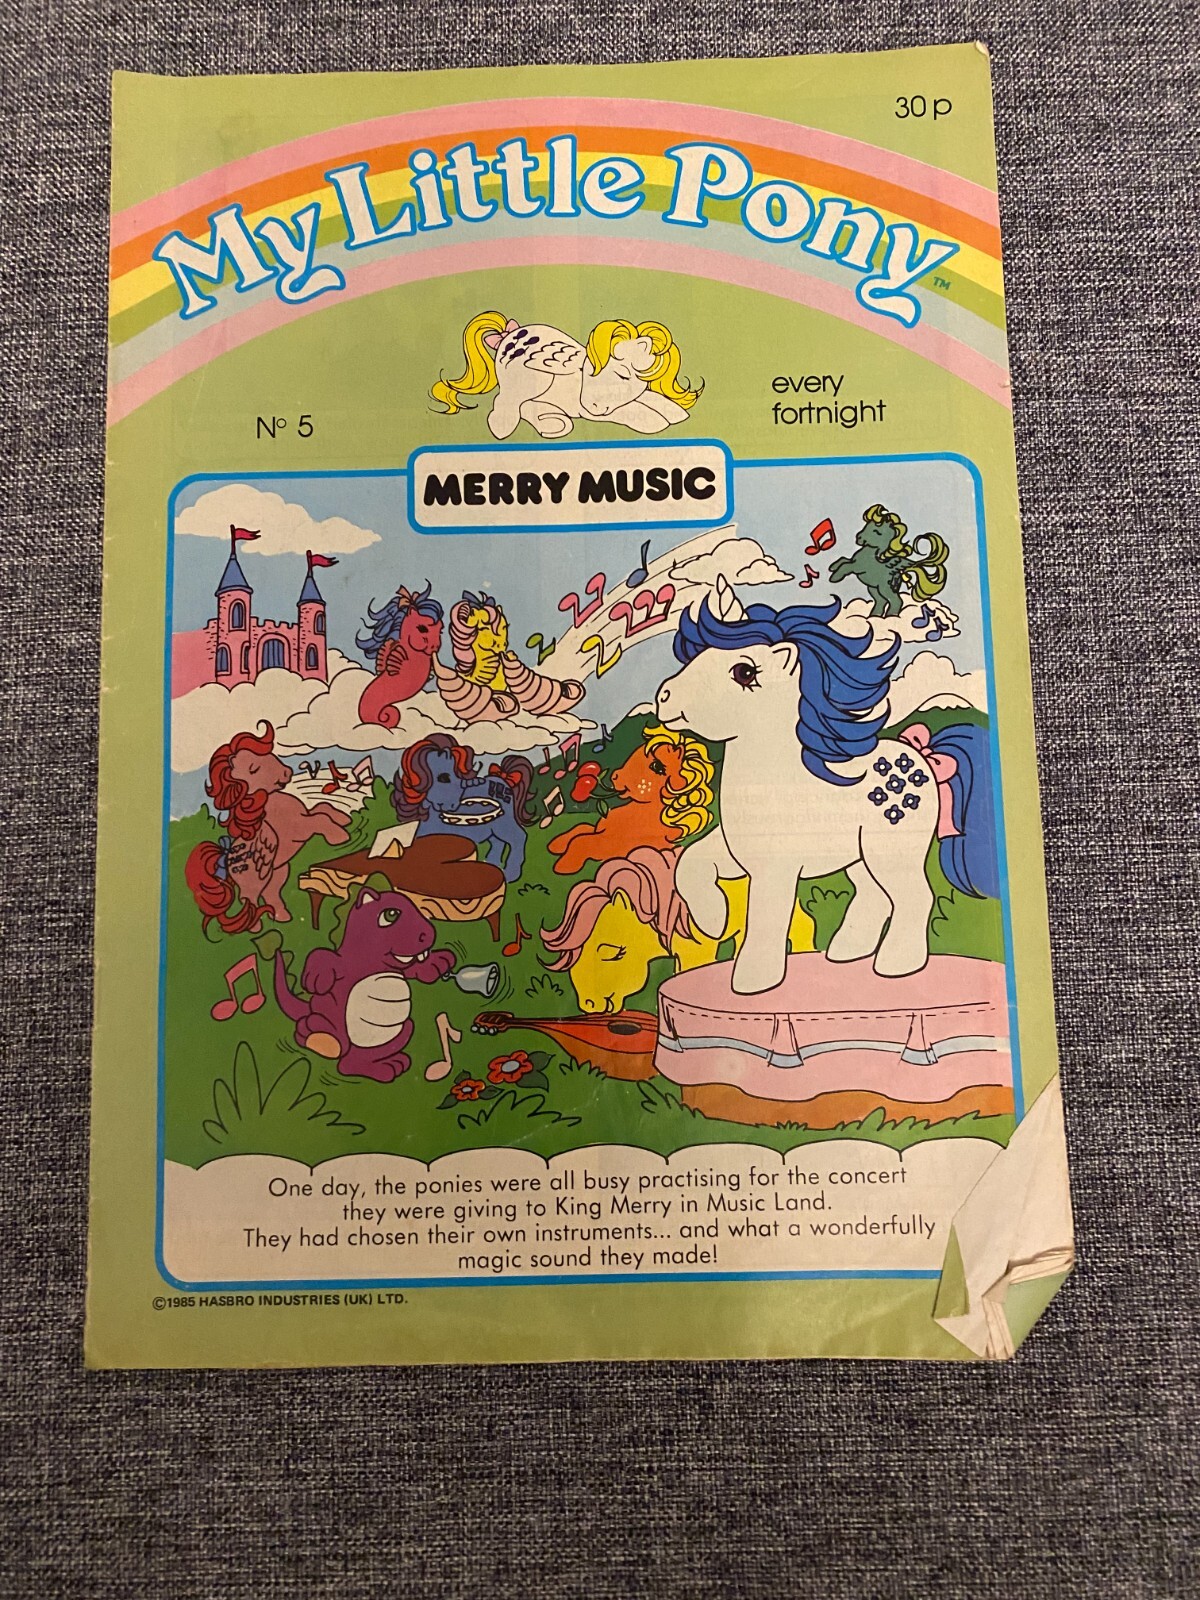 30p
My Little Pony ™
Nº 5
every
fortnight
MERRY MUSIC
One day, the ponies were all busy practising for the concert
they were giving to King Merry in Music Land.
They had chosen their own instruments... and what a wonderfully
magic sound they made!
©1985 HASBRO INDUSTRIES (UK) LTD.